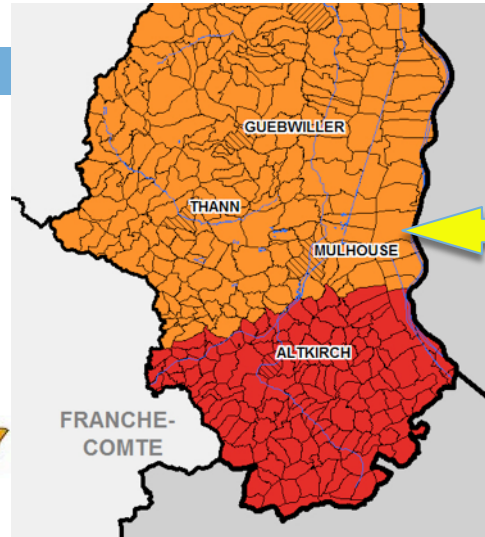 GUEBWILLER
THANN
MULHOUSE
ALTKIRCH
FRANCHE-
COMTE